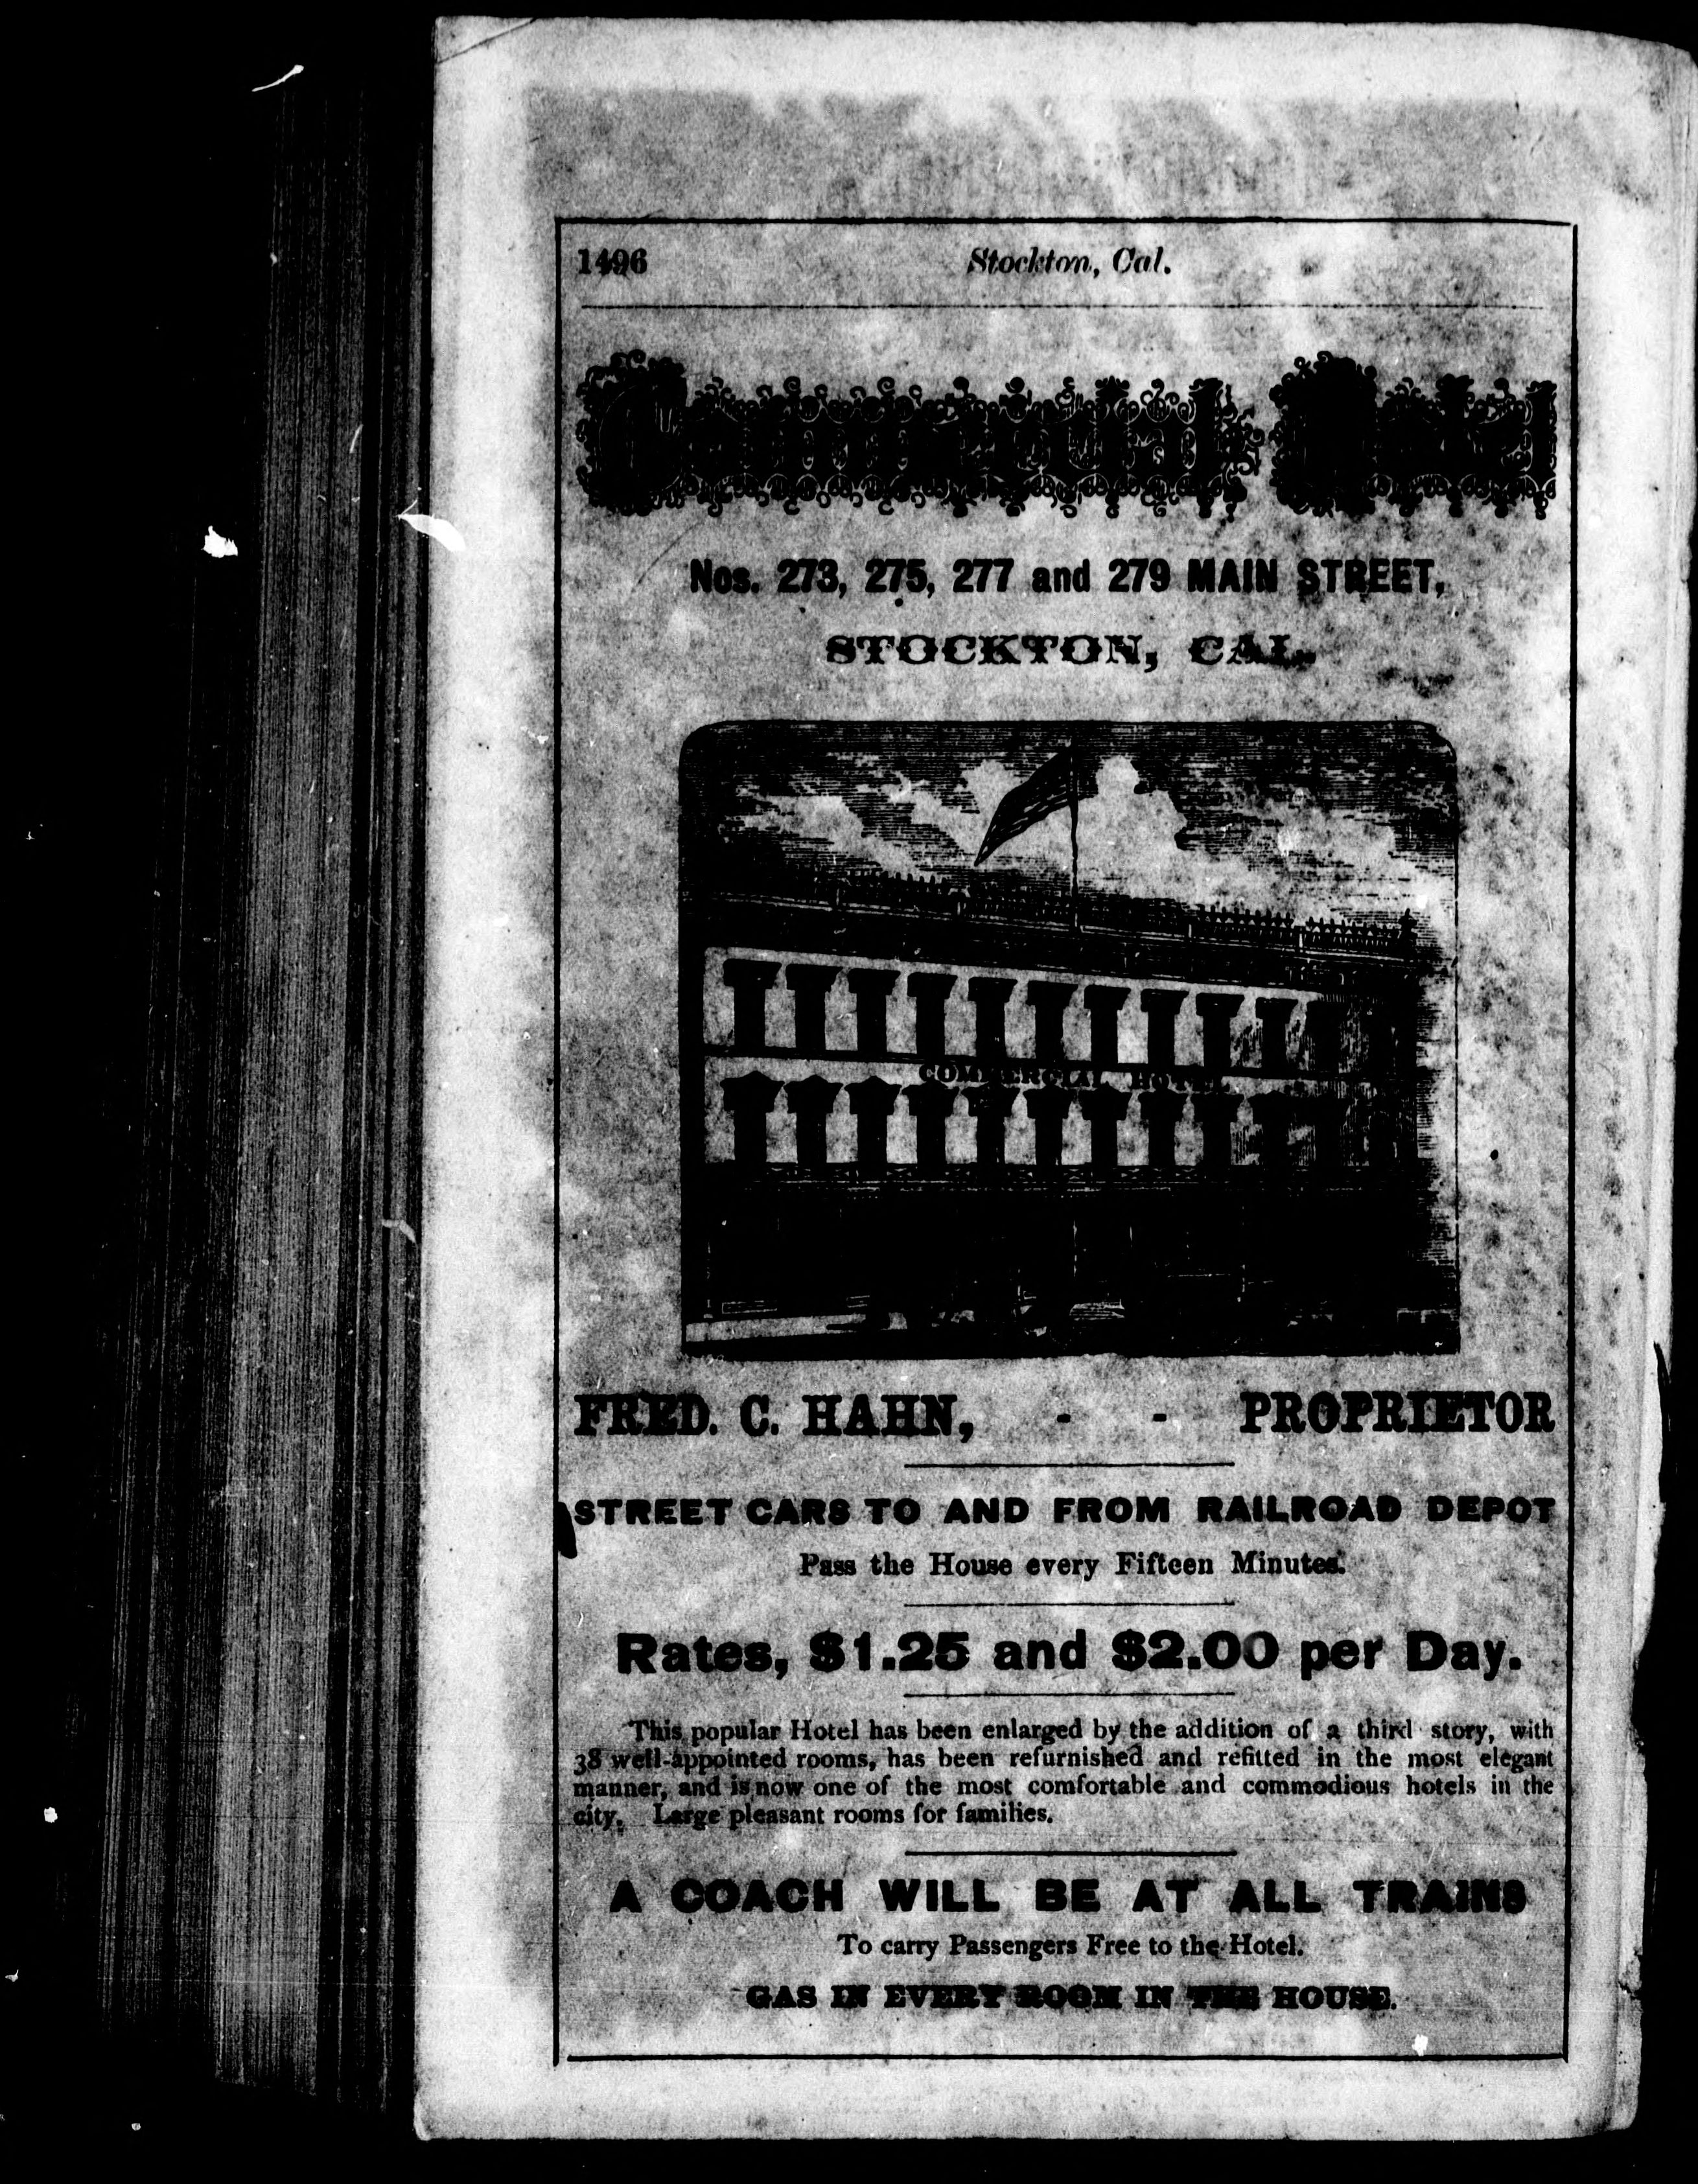 1496
Stockton, Cal.
Commercial Hotel
Nos. 273, 275, 277 and 279 MAIN STREET,
STOCKTON, CAL.
COMMERCIAL HOTEL
FRED. C. HAHN, - - PROPRIETOR
STREET CARS TO AND FROM RAILROAD DEPOT
Pass the House every Fifteen Minutes.
Rates, $1.25 and $2.00 per Day.
This popular Hotel has been enlarged by the addition of a third story, with
38 well-appointed rooms, has been refurnished and refitted in the most elegant
manner, and is now one of the most comfortable and commodious hotels in the
city. Large pleasant rooms for families.
A COACH WILL BE AT ALL TRAINS
To carry Passengers Free to the Hotel.
GAS IN EVERY ROOM IN THE HOUSE.